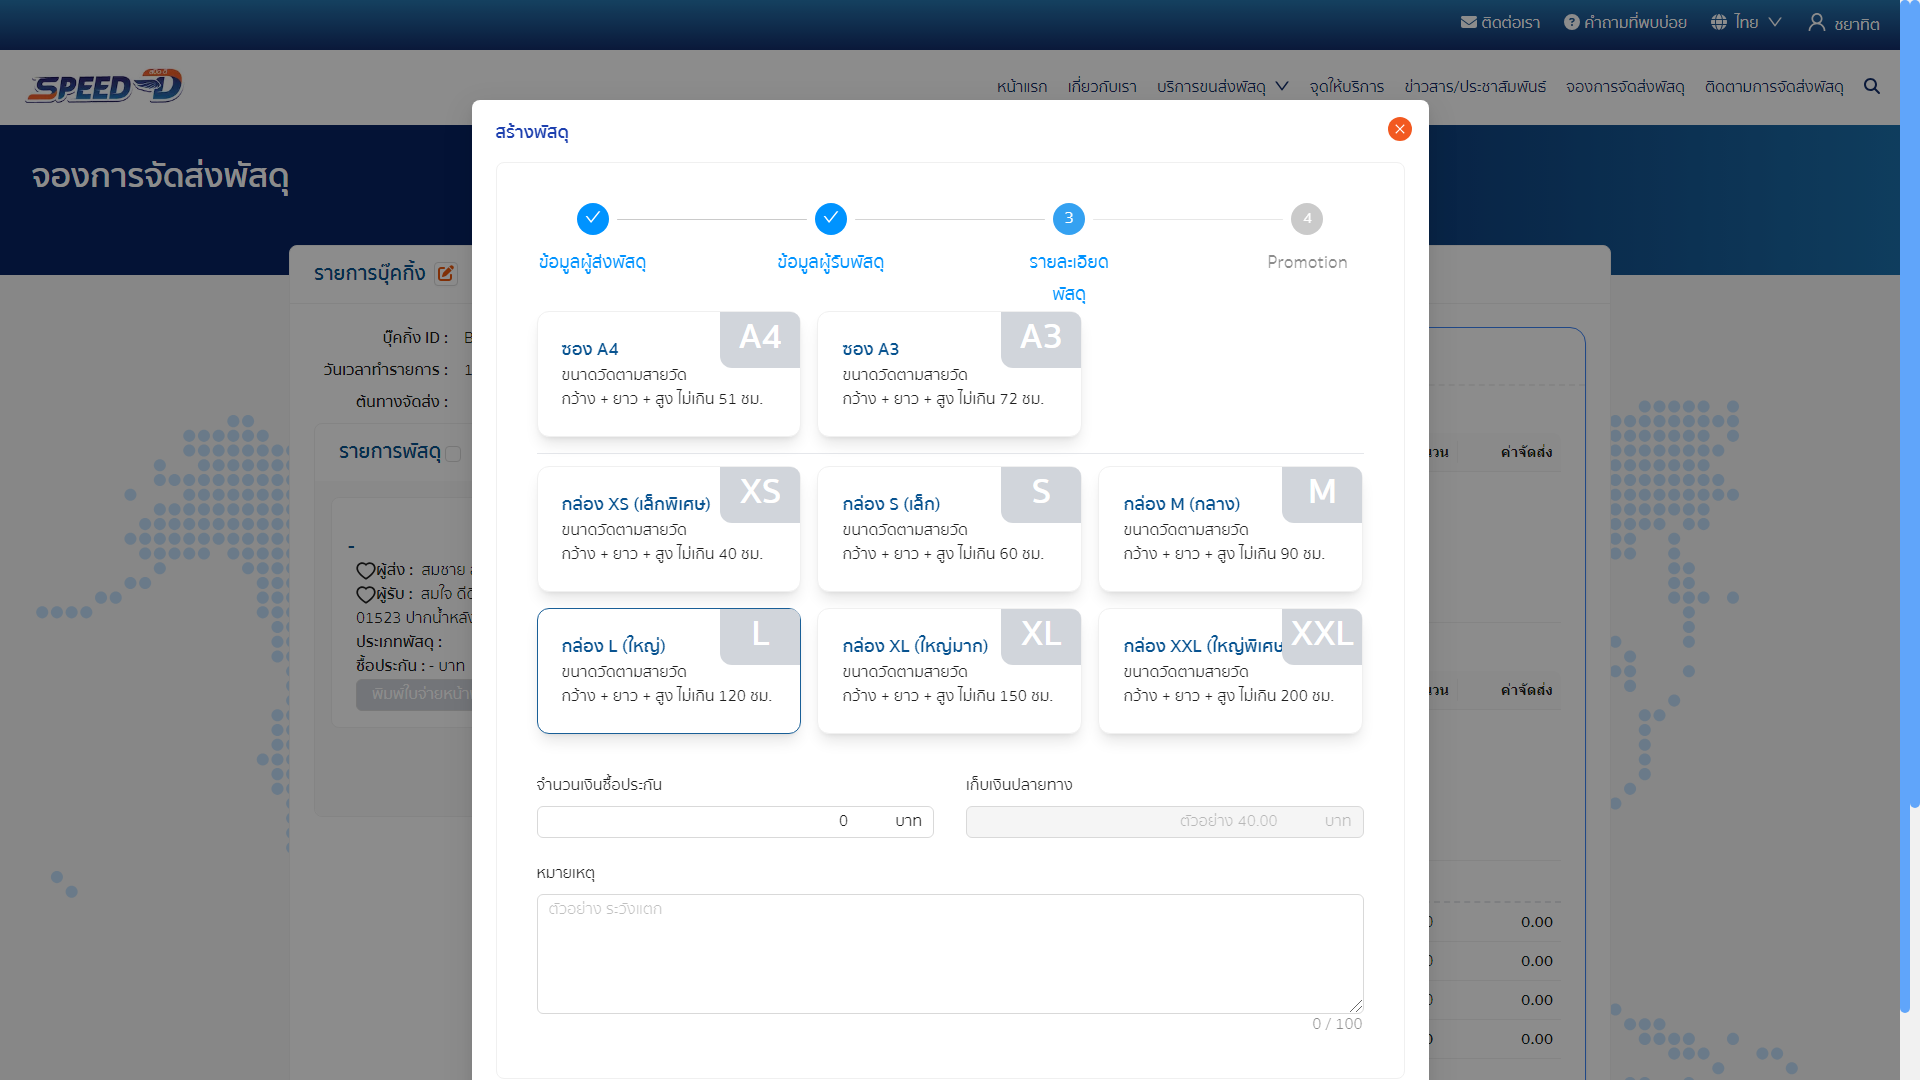 ติดต่อเรา
คำถามที่พบบ่อย
ไทย
ชยาทิต
SPEED-D
หน้าแรก
เกี่ยวกับเรา
บริการขนส่งพัสดุ
จุดให้บริการ
ข่าวสาร/ประชาสัมพันธ์
จองการจัดส่งพัสดุ
ติดตามการจัดส่งพัสดุ
จองการจัดส่งพัสดุ
สร้างพัสดุ
ข้อมูลผู้ส่งพัสดุ
ข้อมูลผู้รับพัสดุ
3
รายละเอียด
พัสดุ
4
Promotion
รายการบุ๊คกิ้ง
บุ๊คกิ้ง ID :
วันเวลาทำรายการ :
ต้นทางจัดส่ง :
รายการพัสดุ
-
ผู้ส่ง : สมชาย
ผู้รับ : สมใจ
01523 ปากน้ำหลัง
ประเภทพัสดุ :
ซื้อประกัน : - บาท
พิมพ์ใบจ่ายหน้า
ซอง A4
A4
ขนาดวัดตามสายวัด
กว้าง + ยาว + สูง ไม่เกิน 51 ซม.
ซอง A3
A3
ขนาดวัดตามสายวัด
กว้าง + ยาว + สูง ไม่เกิน 72 ซม.
กล่อง XS (เล็กพิเศษ)
XS
ขนาดวัดตามสายวัด
กว้าง + ยาว + สูง ไม่เกิน 40 ซม.
กล่อง S (เล็ก)
S
ขนาดวัดตามสายวัด
กว้าง + ยาว + สูง ไม่เกิน 60 ซม.
กล่อง M (กลาง)
M
ขนาดวัดตามสายวัด
กว้าง + ยาว + สูง ไม่เกิน 90 ซม.
กล่อง L (ใหญ่)
L
ขนาดวัดตามสายวัด
กว้าง + ยาว + สูง ไม่เกิน 120 ซม.
กล่อง XL (ใหญ่มาก)
XL
ขนาดวัดตามสายวัด
กว้าง + ยาว + สูง ไม่เกิน 150 ซม.
กล่อง XXL (ใหญ่พิเศษ
XXL
ขนาดวัดตามสายวัด
กว้าง + ยาว + สูง ไม่เกิน 200 ซม.
จำนวนเงินซื้อประกัน
0 บาท
เก็บเงินปลายทาง
ตัวอย่าง 40.00 บาท
หมายเหตุ
ตัวอย่าง ระวังแตก
0 / 100
ค่าจัดส่ง
ค่าจัดส่ง
0.00
0.00
0.00
0.00